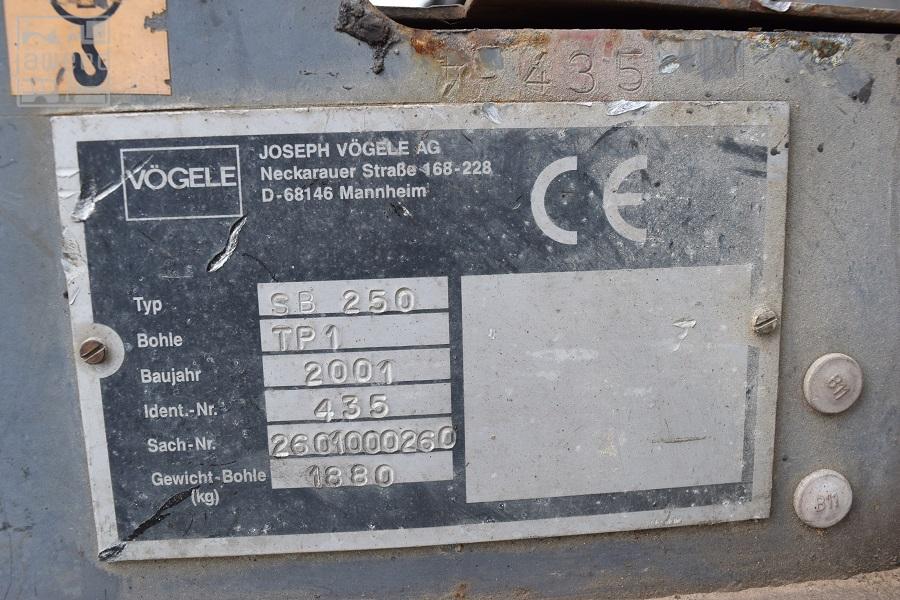 435
VÖGELE
JOSEPH VÖGELE AG
Neckarauer Straße 168-228
D-68146 Mannheim
CE
Typ SB 250
Bohle TP1
Baujahr 2001
Ident.-Nr. 435
Sach-Nr. 2601000260
Gewicht-Bohle 1880
(kg)
B11
B11